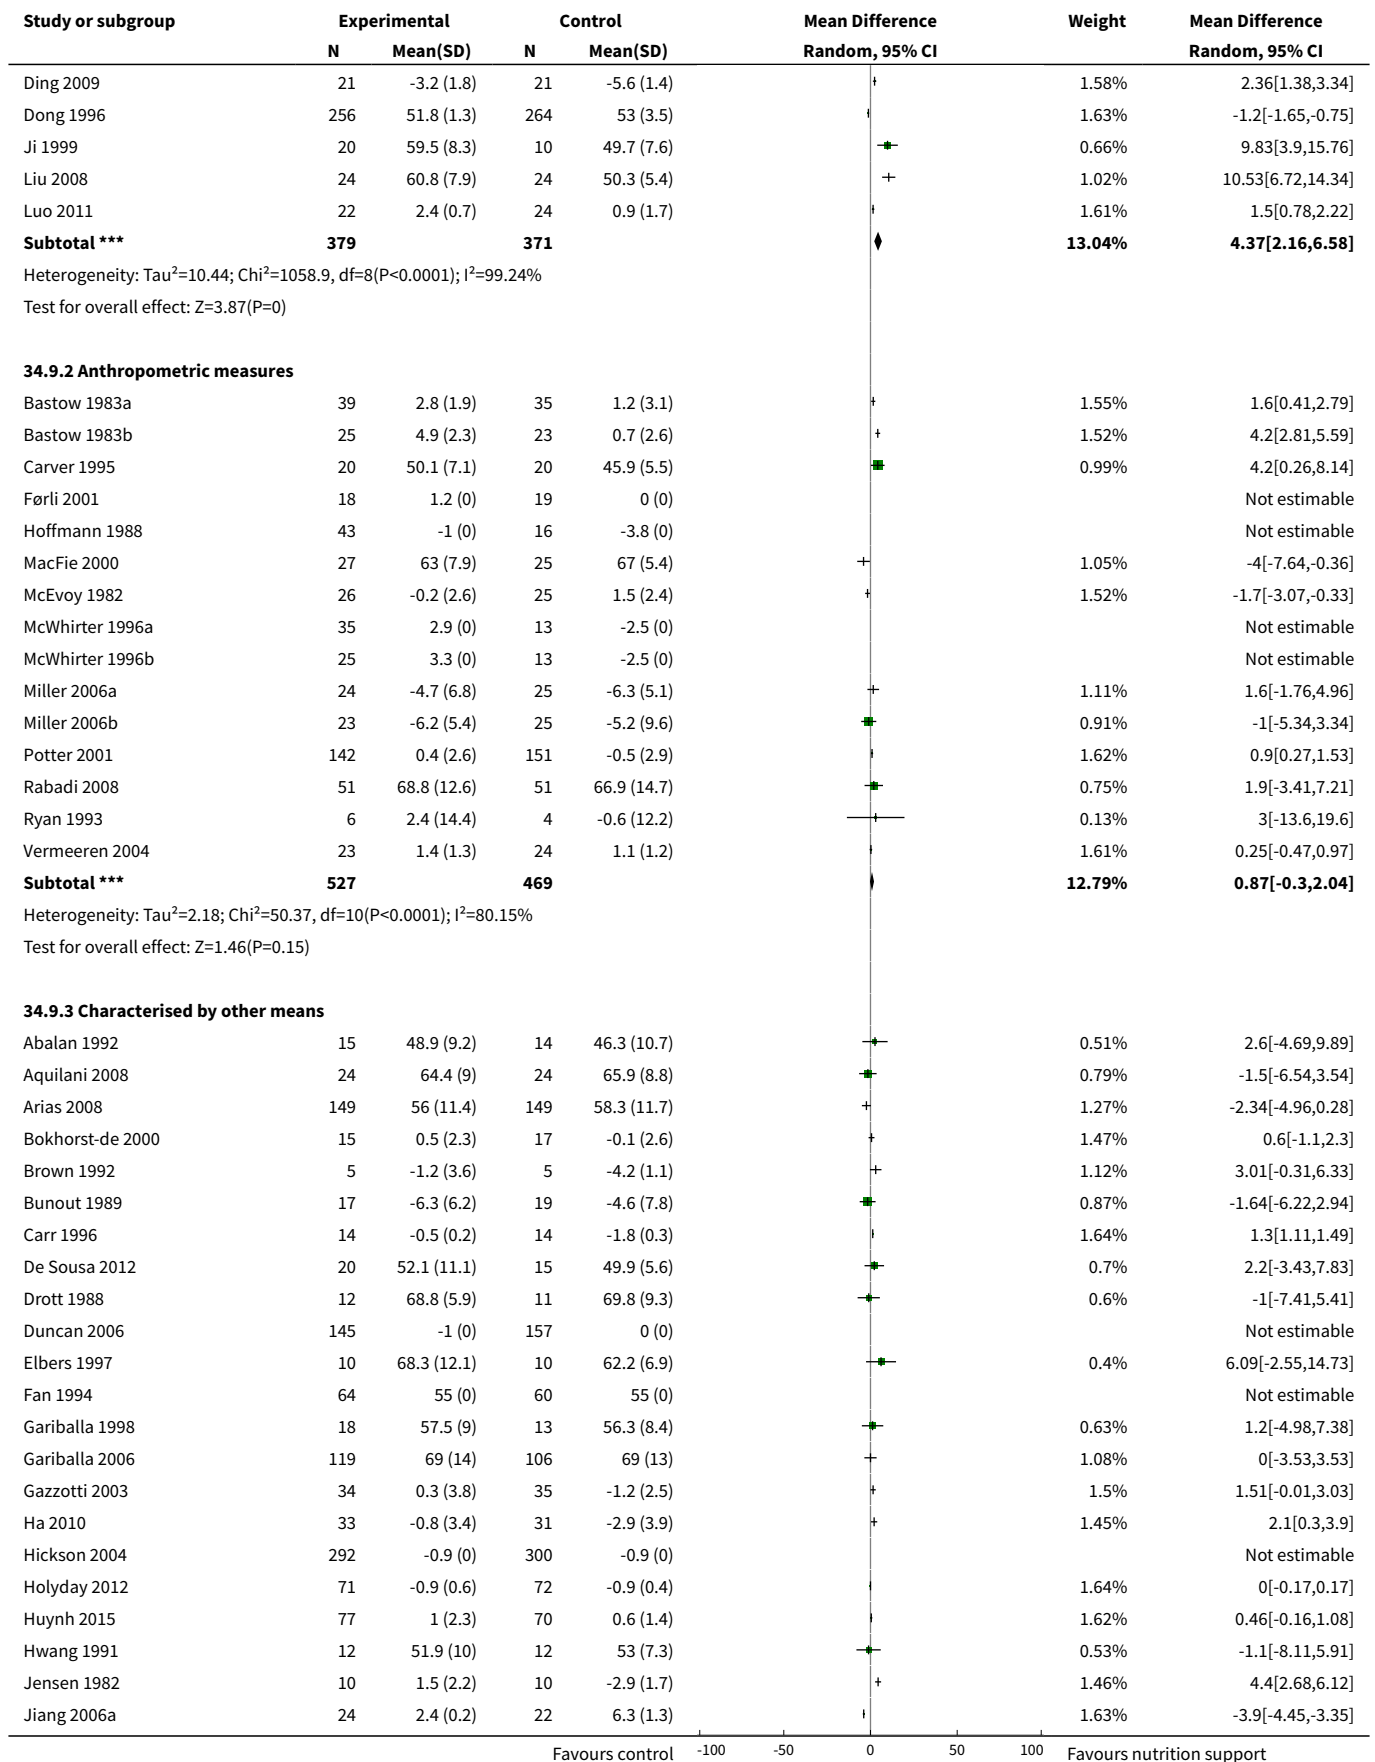 Study or subgroup Experimental Control Mean Difference Weight Mean Difference
N Mean(SD) N Mean(SD) Random, 95% CI Random, 95% CI
Ding 2009 21 -3.2 (1.8) 21 -5.6 (1.4) 1.58% 2.36[1.38,3.34]
Dong 1996 256 51.8 (1.3) 264 53 (3.5) 1.63% -1.2[-1.65,-0.75]
Ji 1999 20 59.5 (8.3) 10 49.7 (7.6) 0.66% 9.83[3.9,15.76]
Liu 2008 24 60.8 (7.9) 24 50.3 (5.4) 1.02% 10.53[6.72,14.34]
Luo 2011 22 2.4 (0.7) 24 0.9 (1.7) 1.61% 1.5[0.78,2.22]
Subtotal *** 379 371 13.04% 4.37[2.16,6.58]
Heterogeneity: Tau²=10.44; Chi²=1058.9, df=8(P<0.0001); I²=99.24%
Test for overall effect: Z=3.87(P=0)
34.9.2 Anthropometric measures
Bastow 1983a 39 2.8 (1.9) 35 1.2 (3.1) 1.55% 1.6[0.41,2.79]
Bastow 1983b 25 4.9 (2.3) 23 0.7 (2.6) 1.52% 4.2[2.81,5.59]
Carver 1995 20 50.1 (7.1) 20 45.9 (5.5) 0.99% 4.2[0.26,8.14]
Førli 2001 18 1.2 (0) 19 0 (0) Not estimable
Hoffmann 1988 43 -1 (0) 16 -3.8 (0) Not estimable
MacFie 2000 27 63 (7.9) 25 67 (5.4) 1.05% -4[-7.64,-0.36]
McEvoy 1982 26 -0.2 (2.6) 25 1.5 (2.4) 1.52% -1.7[-3.07,-0.33]
McWhirter 1996a 35 2.9 (0) 13 -2.5 (0) Not estimable
McWhirter 1996b 25 3.3 (0) 13 -2.5 (0) Not estimable
Miller 2006a 24 -4.7 (6.8) 25 -6.3 (5.1) 1.11% 1.6[-1.76,4.96]
Miller 2006b 23 -6.2 (5.4) 25 -5.2 (9.6) 0.91% -1[-5.34,3.34]
Potter 2001 142 0.4 (2.6) 151 -0.5 (2.9) 1.62% 0.9[0.27,1.53]
Rabadi 2008 51 68.8 (12.6) 51 66.9 (14.7) 0.75% 1.9[-3.41,7.21]
Ryan 1993 6 2.4 (14.4) 4 -0.6 (12.2) 0.13% 3[-13.6,19.6]
Vermeeren 2004 23 1.4 (1.3) 24 1.1 (1.2) 1.61% 0.25[-0.47,0.97]
Subtotal *** 527 469 12.79% 0.87[-0.3,2.04]
Heterogeneity: Tau²=2.18; Chi²=50.37, df=10(P<0.0001); I²=80.15%
Test for overall effect: Z=1.46(P=0.15)
34.9.3 Characterised by other means
Abalan 1992 15 48.9 (9.2) 14 46.3 (10.7) 0.51% 2.6[-4.69,9.89]
Aquilani 2008 24 64.4 (9) 24 65.9 (8.8) 0.79% -1.5[-6.54,3.54]
Arias 2008 149 56 (11.4) 149 58.3 (11.7) 1.27% -2.34[-4.96,0.28]
Bokhorst-de 2000 15 0.5 (2.3) 17 -0.1 (2.6) 1.47% 0.6[-1.1,2.3]
Brown 1992 5 -1.2 (3.6) 5 -4.2 (1.1) 1.12% 3.01[-0.31,6.33]
Bunout 1989 17 -6.3 (6.2) 19 -4.6 (7.8) 0.87% -1.64[-6.22,2.94]
Carr 1996 14 -0.5 (0.2) 14 -1.8 (0.3) 1.64% 1.3[1.11,1.49]
De Sousa 2012 20 52.1 (11.1) 15 49.9 (5.6) 0.7% 2.2[-3.43,7.83]
Drott 1988 12 68.8 (5.9) 11 69.8 (9.3) 0.6% -1[-7.41,5.41]
Duncan 2006 145 -1 (0) 157 0 (0) Not estimable
Elbers 1997 10 68.3 (12.1) 10 62.2 (6.9) 0.4% 6.09[-2.55,14.73]
Fan 1994 64 55 (0) 60 55 (0) Not estimable
Gariballa 1998 18 57.5 (9) 13 56.3 (8.4) 0.63% 1.2[-4.98,7.38]
Gariballa 2006 119 69 (14) 106 69 (13) 1.08% 0[-3.53,3.53]
Gazzotti 2003 34 0.3 (3.8) 35 -1.2 (2.5) 1.5% 1.51[-0.01,3.03]
Ha 2010 33 -0.8 (3.4) 31 -2.9 (3.9) 1.45% 2.1[0.3,3.9]
Hickson 2004 292 -0.9 (0) 300 -0.9 (0) Not estimable
Holyday 2012 71 -0.9 (0.6) 72 -0.9 (0.4) 1.64% 0[-0.17,0.17]
Huynh 2015 77 1 (2.3) 70 0.6 (1.4) 1.62% 0.46[-0.16,1.08]
Hwang 1991 12 51.9 (10) 12 53 (7.3) 0.53% -1.1[-8.11,5.91]
Jensen 1982 10 1.5 (2.2) 10 -2.9 (1.7) 1.46% 4.4[2.68,6.12]
Jiang 2006a 24 2.4 (0.2) 22 6.3 (1.3) 1.63% -3.9[-4.45,-3.35]
Favours control -100 -50 0 50 100 Favours nutrition support